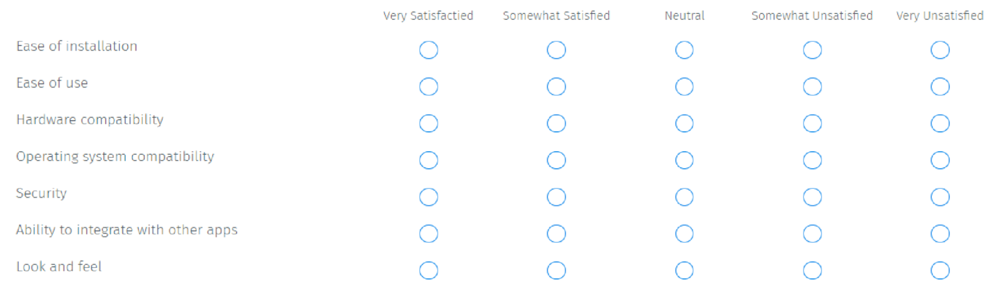 Very Satisfactied Somewhat Satisfied Neutral Somewhat Unsatisfied Very Unsatisfied
Ease of installation
Ease of use
Hardware compatibility
Operating system compatibility
Security
Ability to integrate with other apps
Look and feel